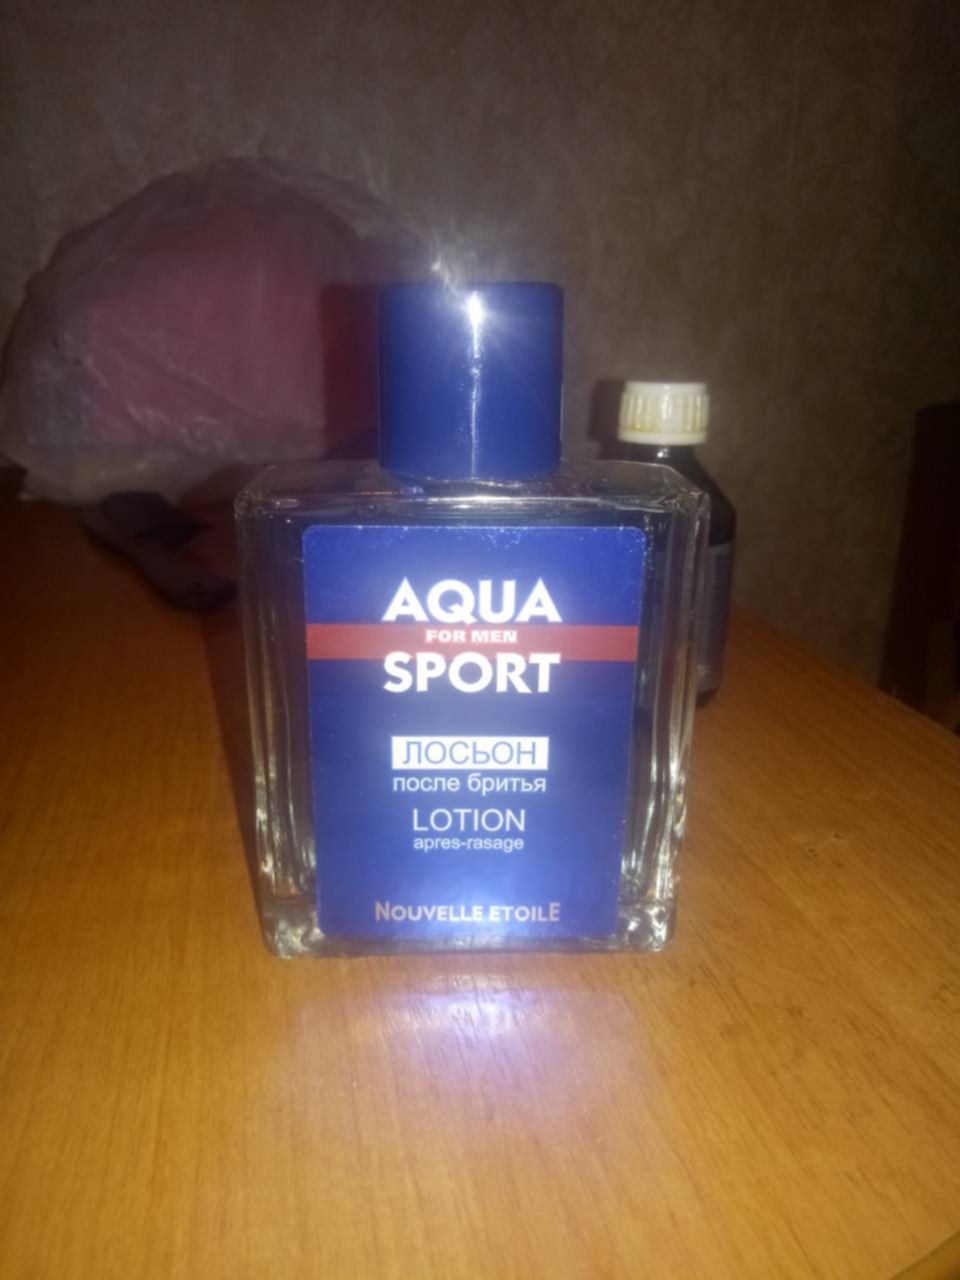 AQUA
FOR MEN
SPORT
ЛОСЬОН
после бритья
LOTION
apres-rasage
NOUVELLE ETOILE